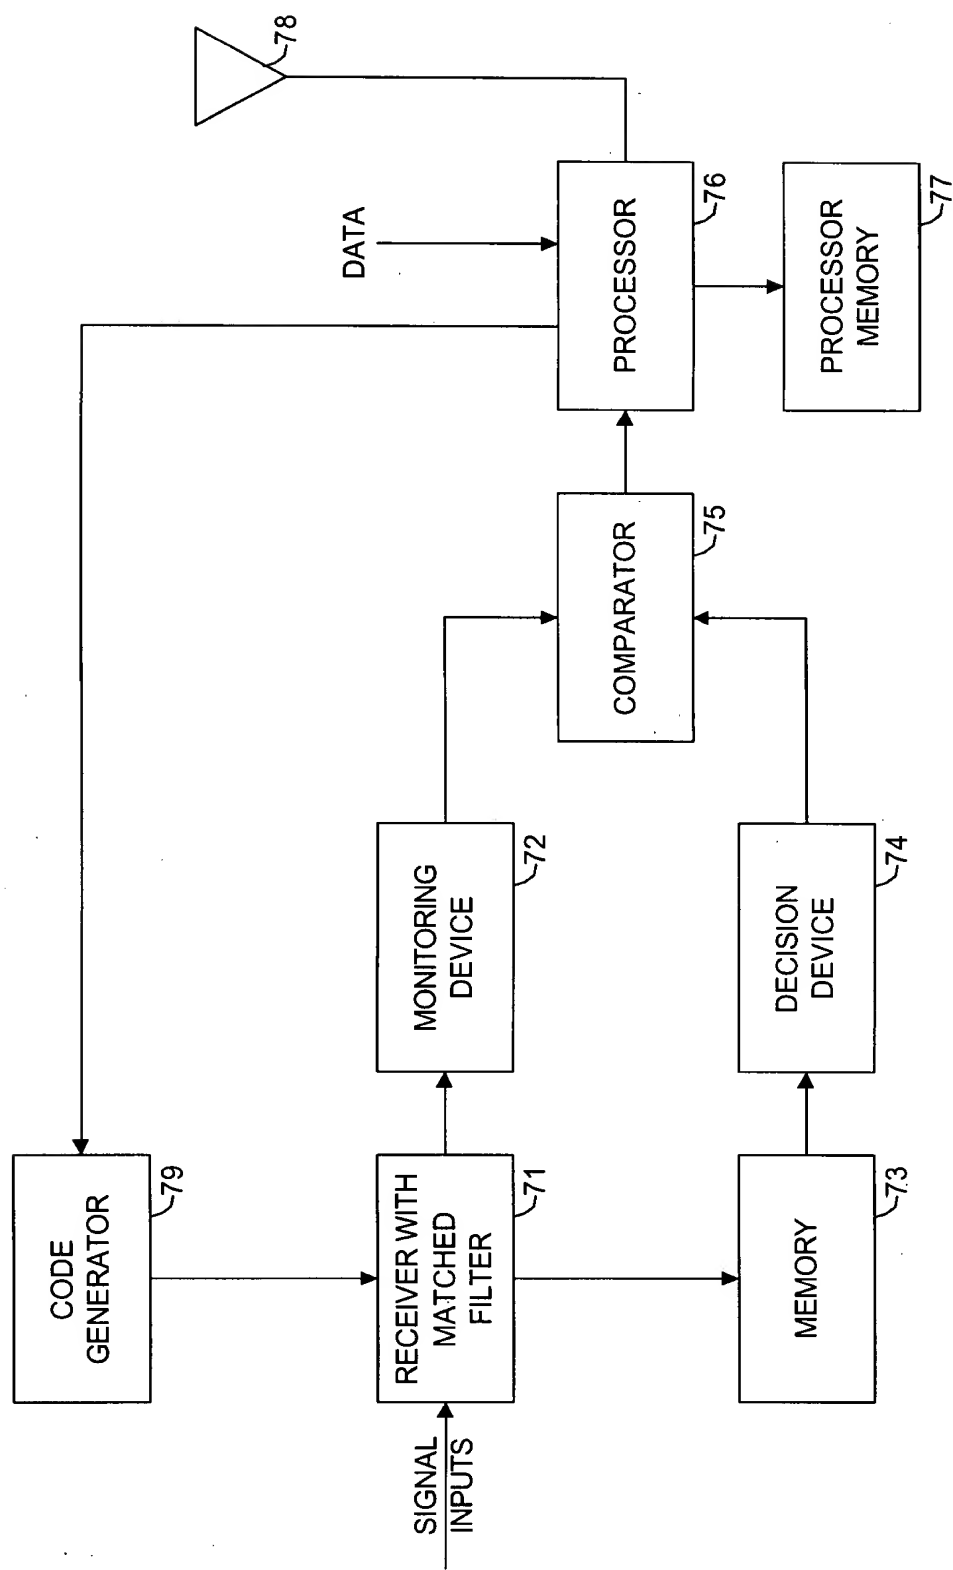 CODE
GENERATOR
79
SIGNAL
INPUTS
RECEIVER WITH
MATCHED
FILTER
71
MONITORING
DEVICE
72
MEMORY
73
DECISION
DEVICE
74
COMPARATOR
75
DATA
PROCESSOR
76
PROCESSOR
MEMORY
77
78